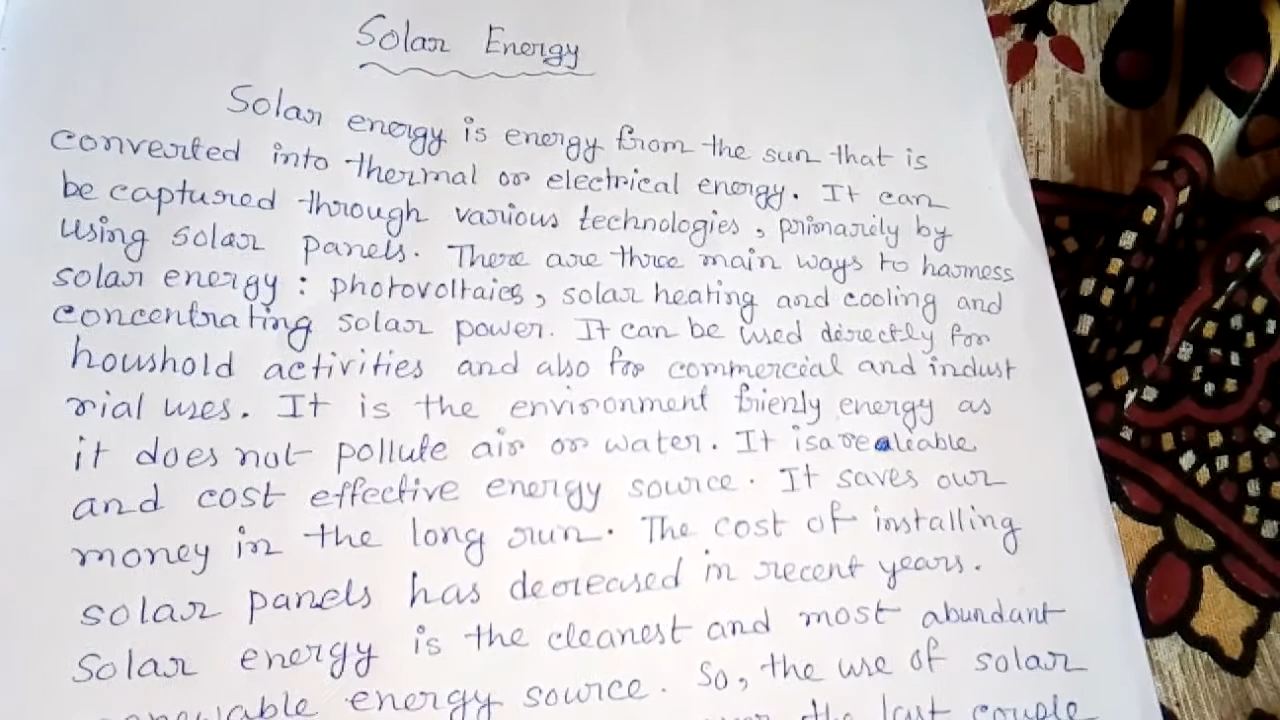 Solar Energy
Solar energy is energy from the sun that is
converted into thermal or electrical energy. It can
be captured through various technologies, primarily by
using solar panels. There are three main ways to harness
solar energy : photovoltaics, solar heating and cooling and
concentrating solar power. It can be used directly for
houshold activities and also for commercial and indust
rial uses. It is the environment frienly energy as
it does not pollute air or water. It is a realeable
and cost effective energy source. It saves our
money in the long run. The cost of installing
solar panels has decreased in recent years.
Solar energy is the cleanest and most abundant
renewable energy source. So, the use of solar
the last couple